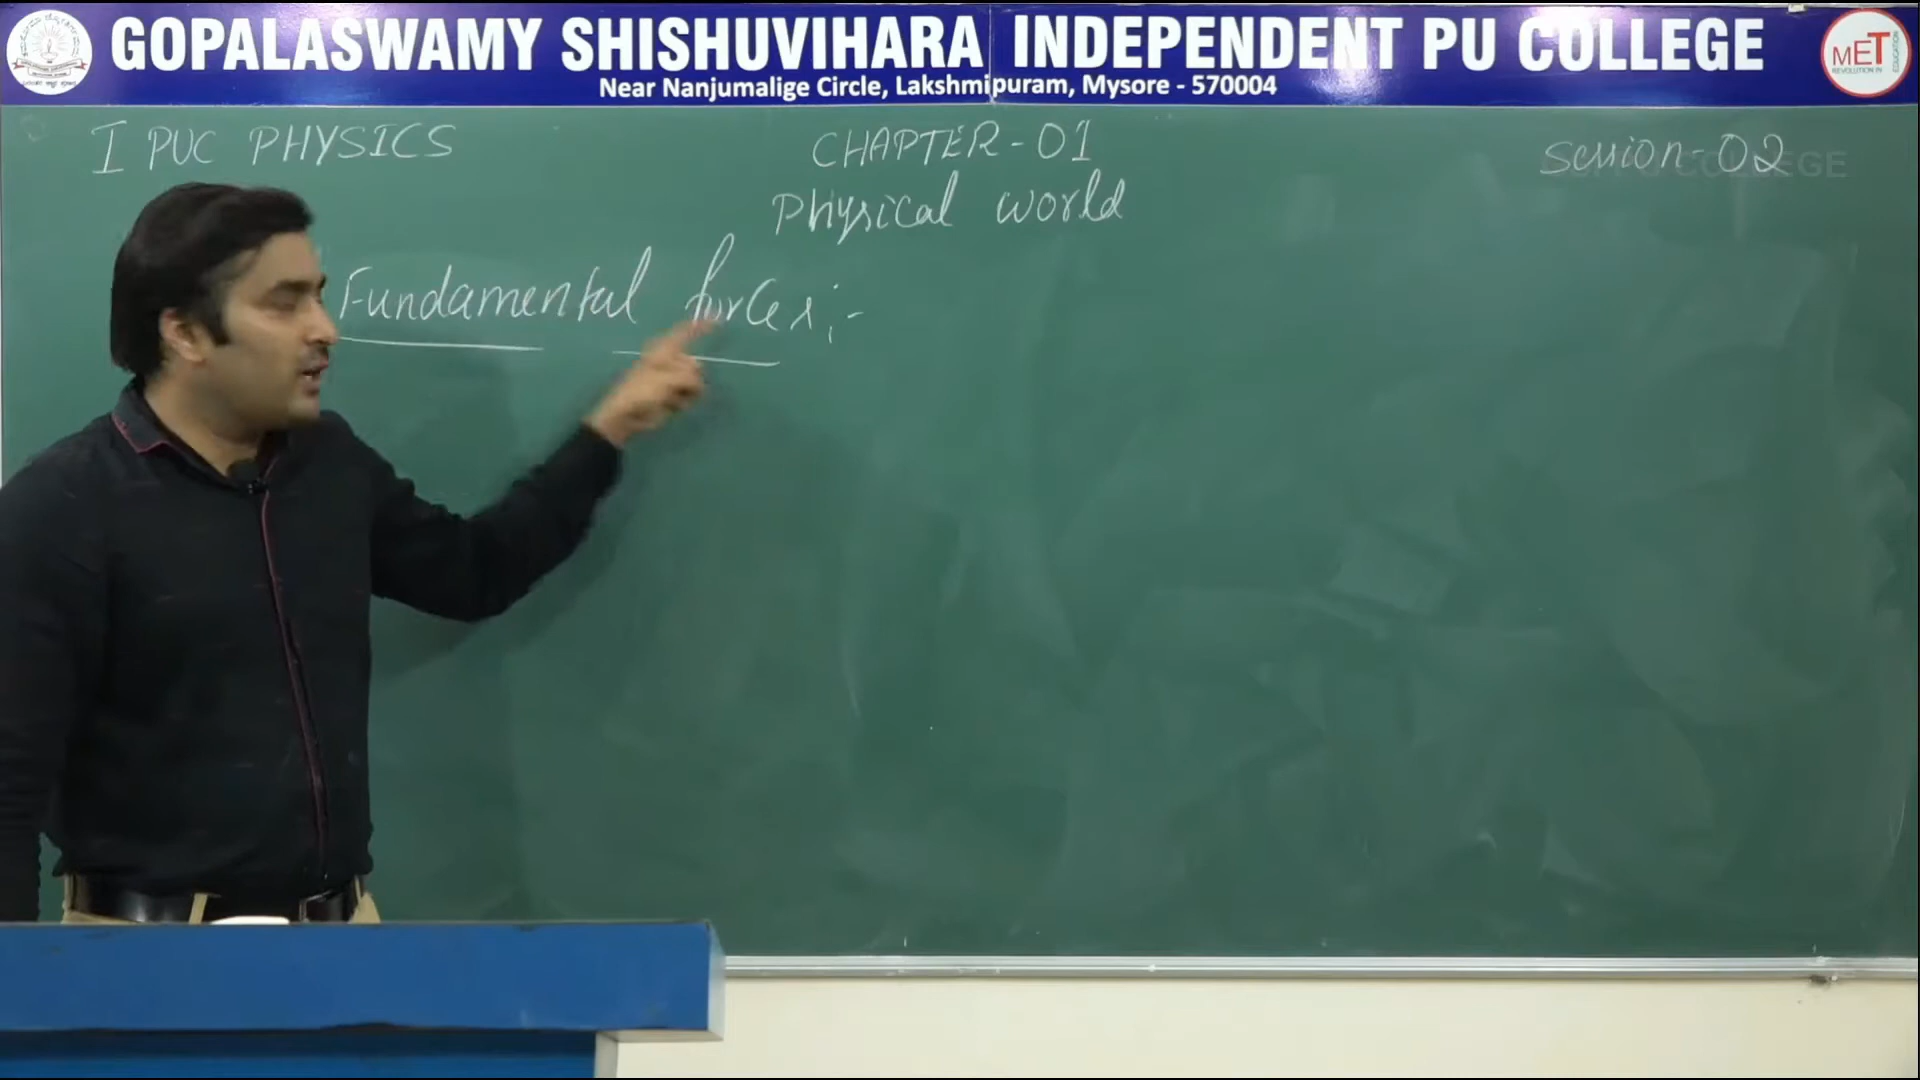 GOPALASWAMY SHISHUVIHARA INDEPENDENT PU COLLEGE
Near Nanjumalige Circle, Lakshmipuram, Mysore - 570004
MET
I PUC PHYSICS
CHAPTER-01
Session-02
Physical world
Fundamental forces:-